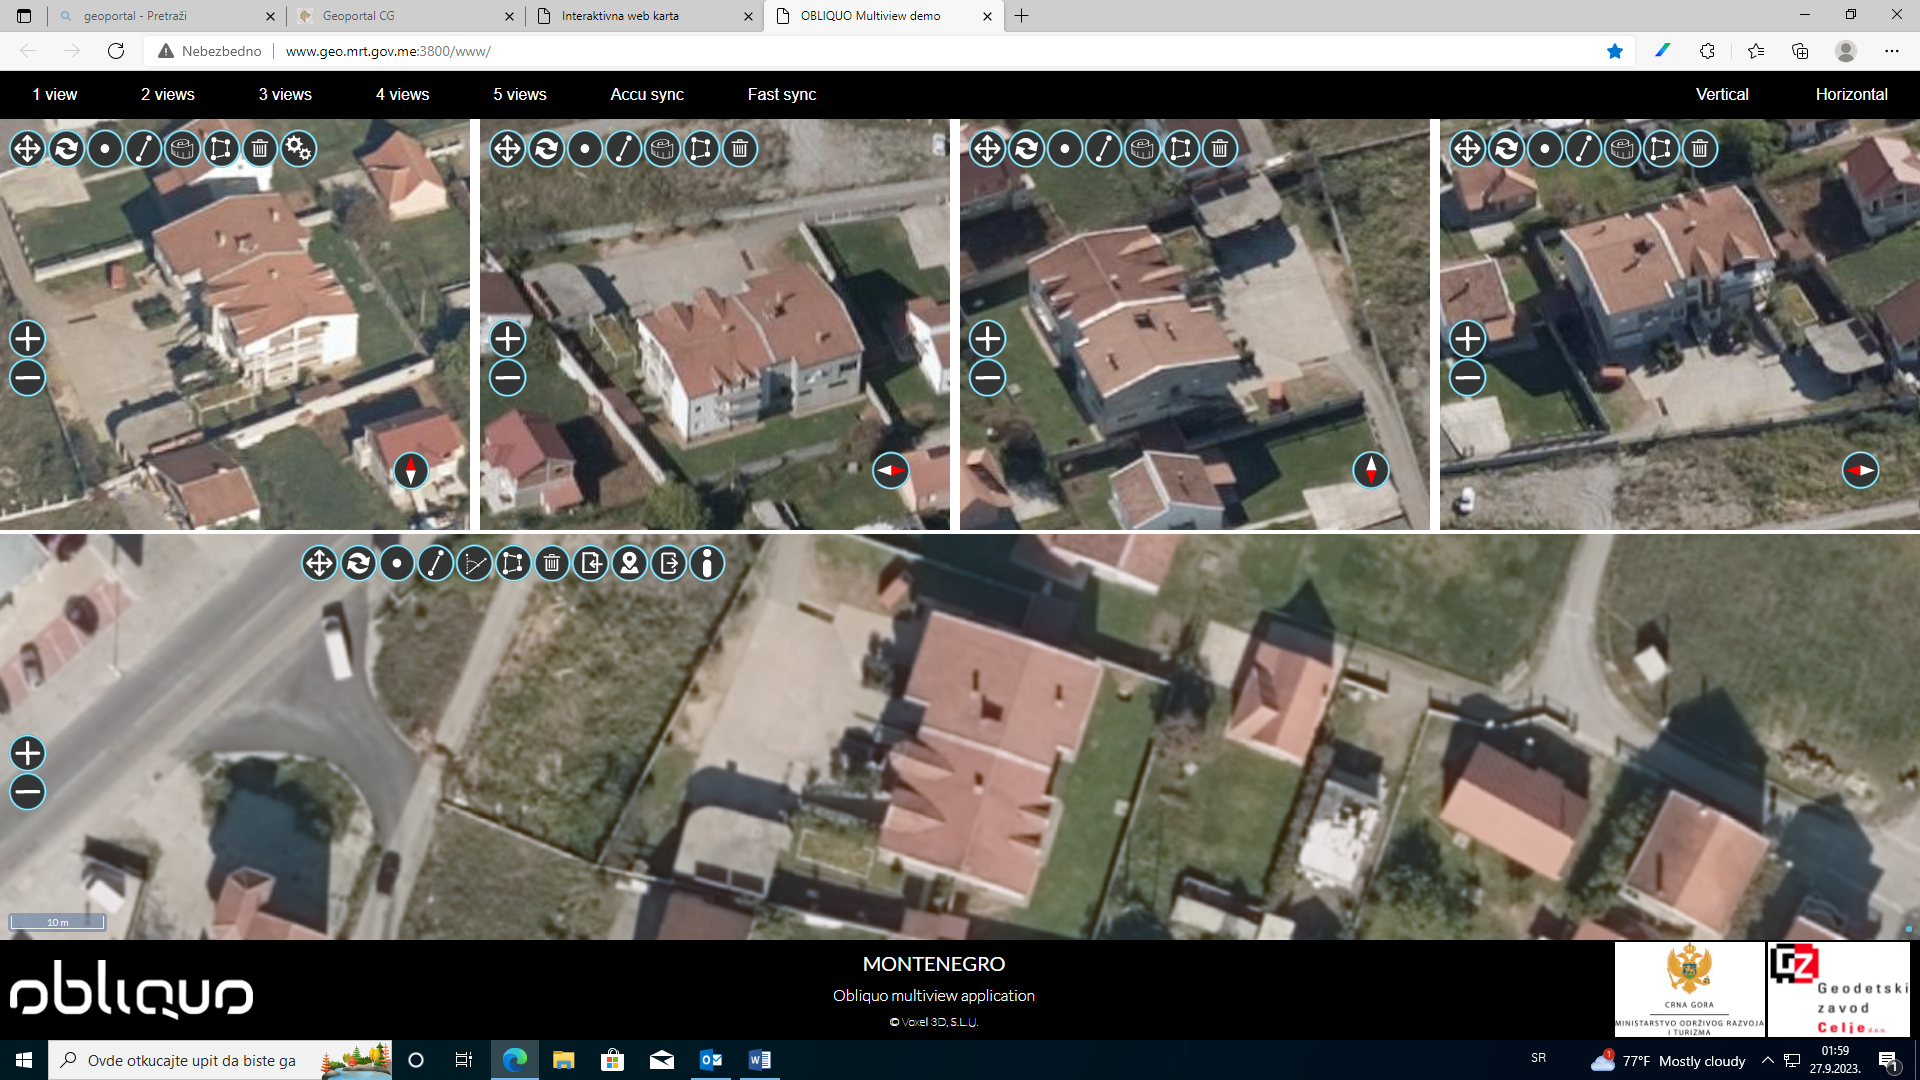 geoportal - Pretraži
Geoportal CG
Interaktivna web karta
OBLIQUO Multiview demo
Nebezbedno
www.geo.mrt.gov.me:3800/www/
1 view
2 views
3 views
4 views
5 views
Accu sync
Fast sync
Vertical
Horizontal
10 m
obliquo
MONTENEGRO
Obliquo multiview application
© Voxel 3D, S.L.U.
CRNA GORA
MINISTARSTVO ODRŽIVOG RAZVOJA
I TURIZMA
GZ
Geodetski
zavod
Celje d.o.o.
Ovde otkucajte upit da biste ga
SR
1
77°F Mostly cloudy
01:59
27.9.2023.
1